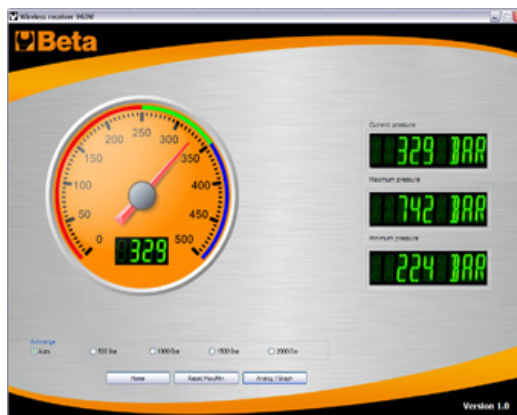 Wireless receiver 960W
Beta
0
50
100
150
200
250
300
350
400
450
500
329
Current pressure
329 BAR
Maximum pressure
742 BAR
Minimum pressure
224 BAR
Autorange
Auto
500 Bar
1000 Bar
1500 Bar
2000 Bar
Home
Reset Max/Min
Analog / Graph
Version 1.0